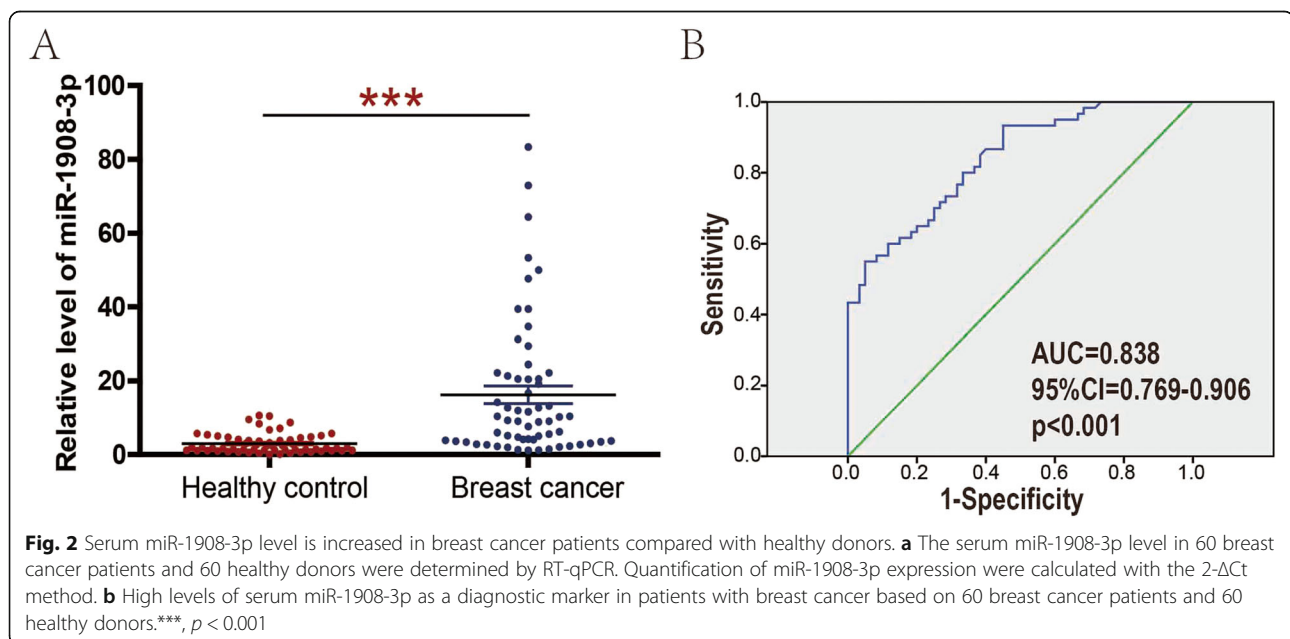 A
Relative level of miR-1908-3p
100
80
60
40
20
0
***
Healthy control
Breast cancer
B
Sensitivity
1.0
0.8
0.6
0.4
0.2
0.0
AUC=0.838
95%CI=0.769-0.906
p<0.001
0.0 0.2 0.4 0.6 0.8 1.0
1-Specificity
Fig. 2 Serum miR-1908-3p level is increased in breast cancer patients compared with healthy donors. a The serum miR-1908-3p level in 60 breast
cancer patients and 60 healthy donors were determined by RT-qPCR. Quantification of miR-1908-3p expression were calculated with the 2-ΔCt
method. b High levels of serum miR-1908-3p as a diagnostic marker in patients with breast cancer based on 60 breast cancer patients and 60
healthy donors.***, p < 0.001